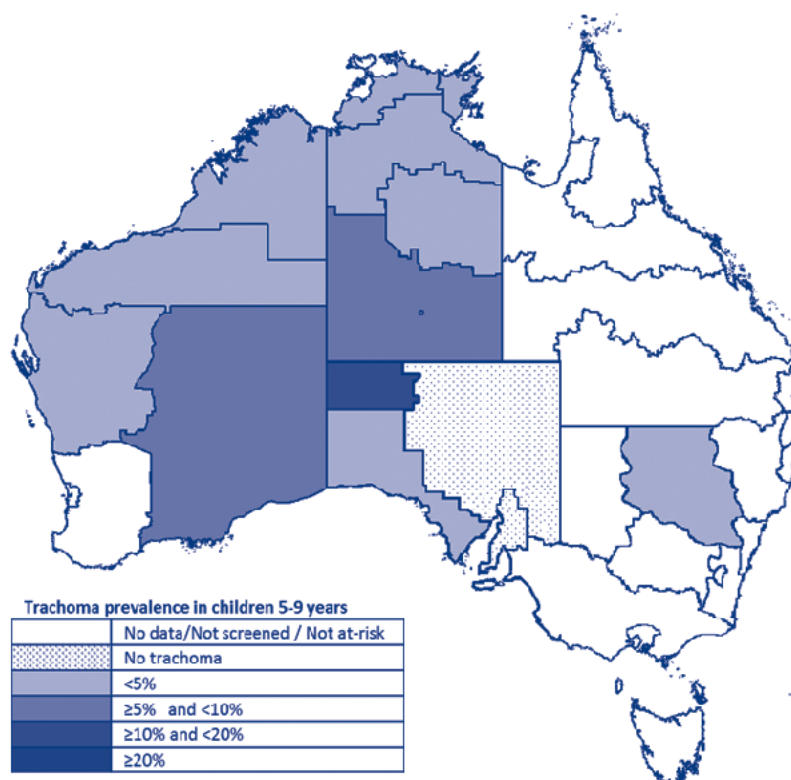 Trachoma prevalence in children 5-9 years
No data/Not screened / Not at-risk
No trachoma
<5%
≥5% and <10%
≥10% and <20%
≥20%